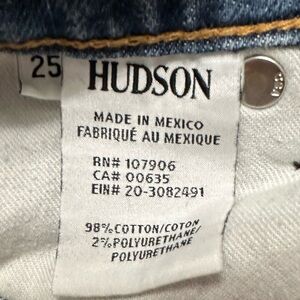 25
HUDSON
MADE IN MEXICO
FABRIQUÉ AU MEXIQUE
RN# 107906
CA# 00635
EIN# 20-3082491
98% COTTON/COTON
2% POLYURETHANE/
POLYURETHANE